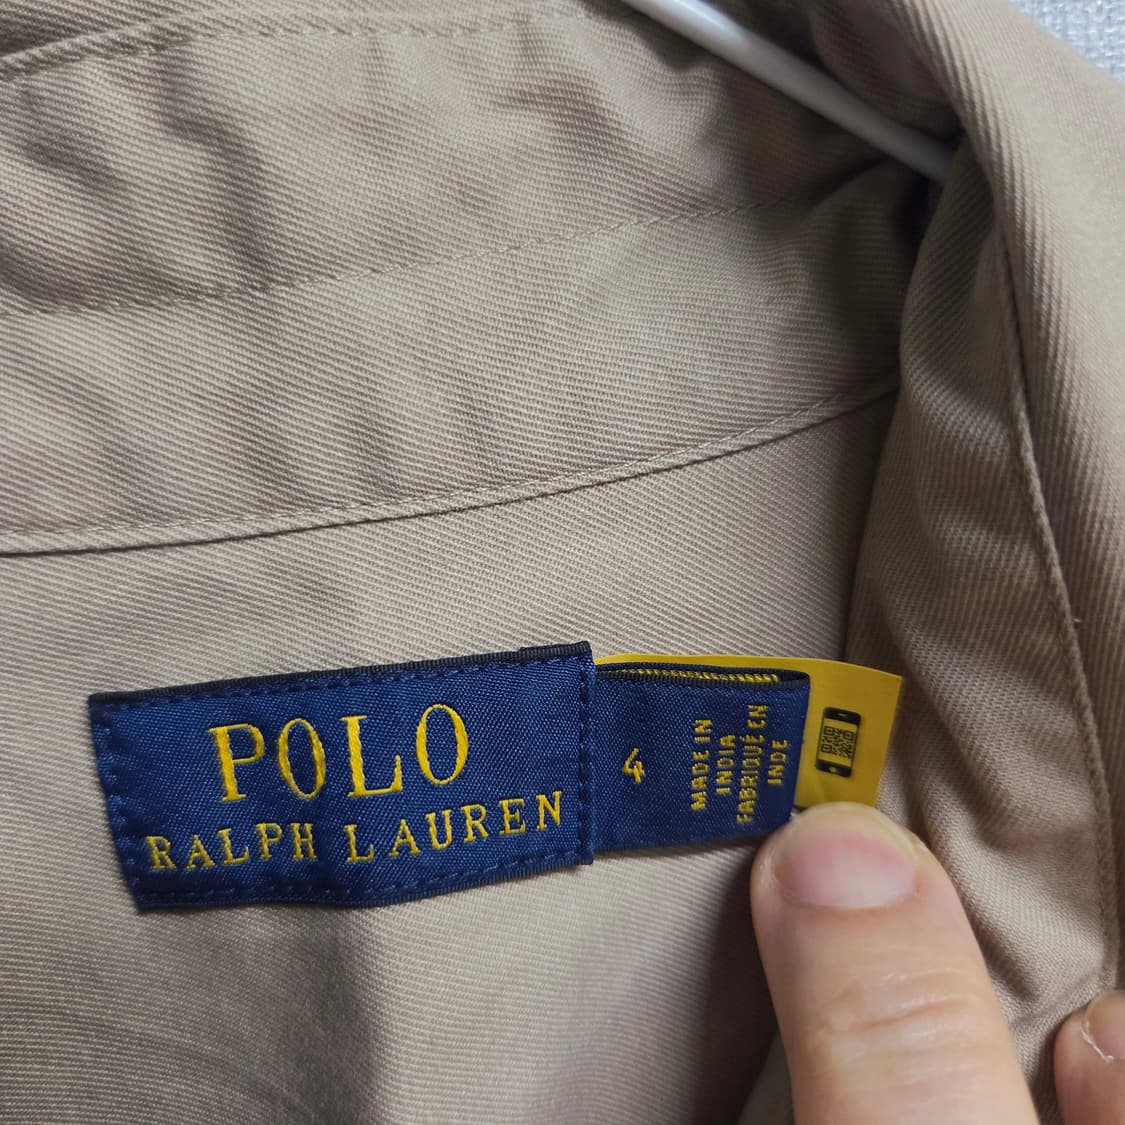 POLO
RALPH LAUREN
4
MADE IN
INDIA
FABRIQUÉ EN
INDE